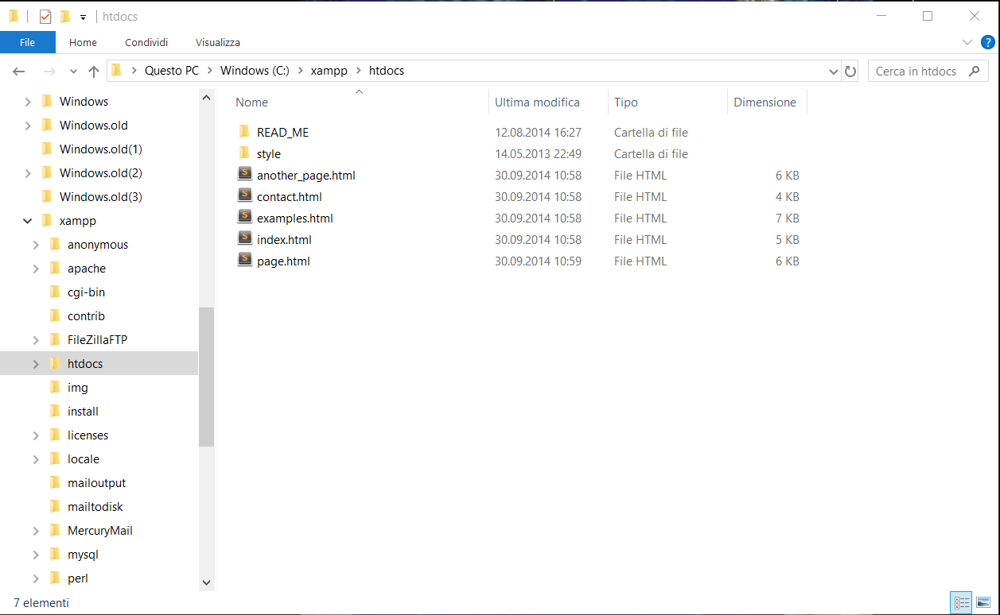 htdocs
File Home Condividi Visualizza ?
Questo PC Windows (C:) xampp htdocs Cerca in htdocs
Windows
Windows.old
Windows.old(1)
Windows.old(2)
Windows.old(3)
xampp
anonymous
apache
cgi-bin
contrib
FileZillaFTP
htdocs
img
install
licenses
locale
mailoutput
mailtodisk
MercuryMail
mysql
perl
Nome Ultima modifica Tipo Dimensione
READ_ME 12.08.2014 16:27 Cartella di file
style 14.05.2013 22:49 Cartella di file
another_page.html 30.09.2014 10:58 File HTML 6 KB
contact.html 30.09.2014 10:58 File HTML 4 KB
examples.html 30.09.2014 10:58 File HTML 7 KB
index.html 30.09.2014 10:58 File HTML 5 KB
page.html 30.09.2014 10:59 File HTML 6 KB
7 elementi